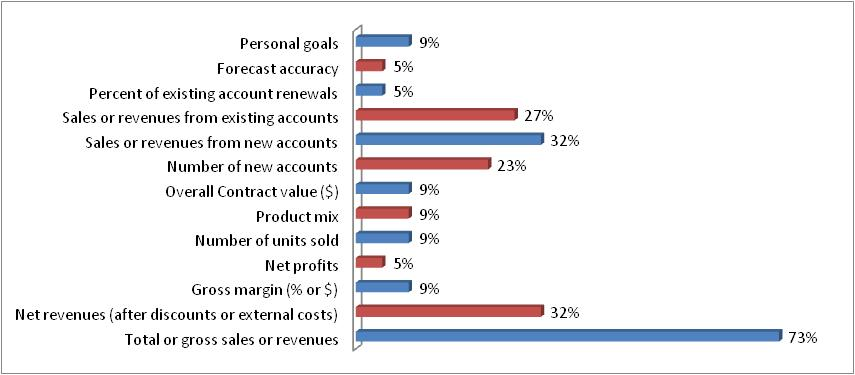 Personal goals 9%
Forecast accuracy 5%
Percent of existing account renewals 5%
Sales or revenues from existing accounts 27%
Sales or revenues from new accounts 32%
Number of new accounts 23%
Overall Contract value ($) 9%
Product mix 9%
Number of units sold 9%
Net profits 5%
Gross margin (% or $) 9%
Net revenues (after discounts or external costs) 32%
Total or gross sales or revenues 73%